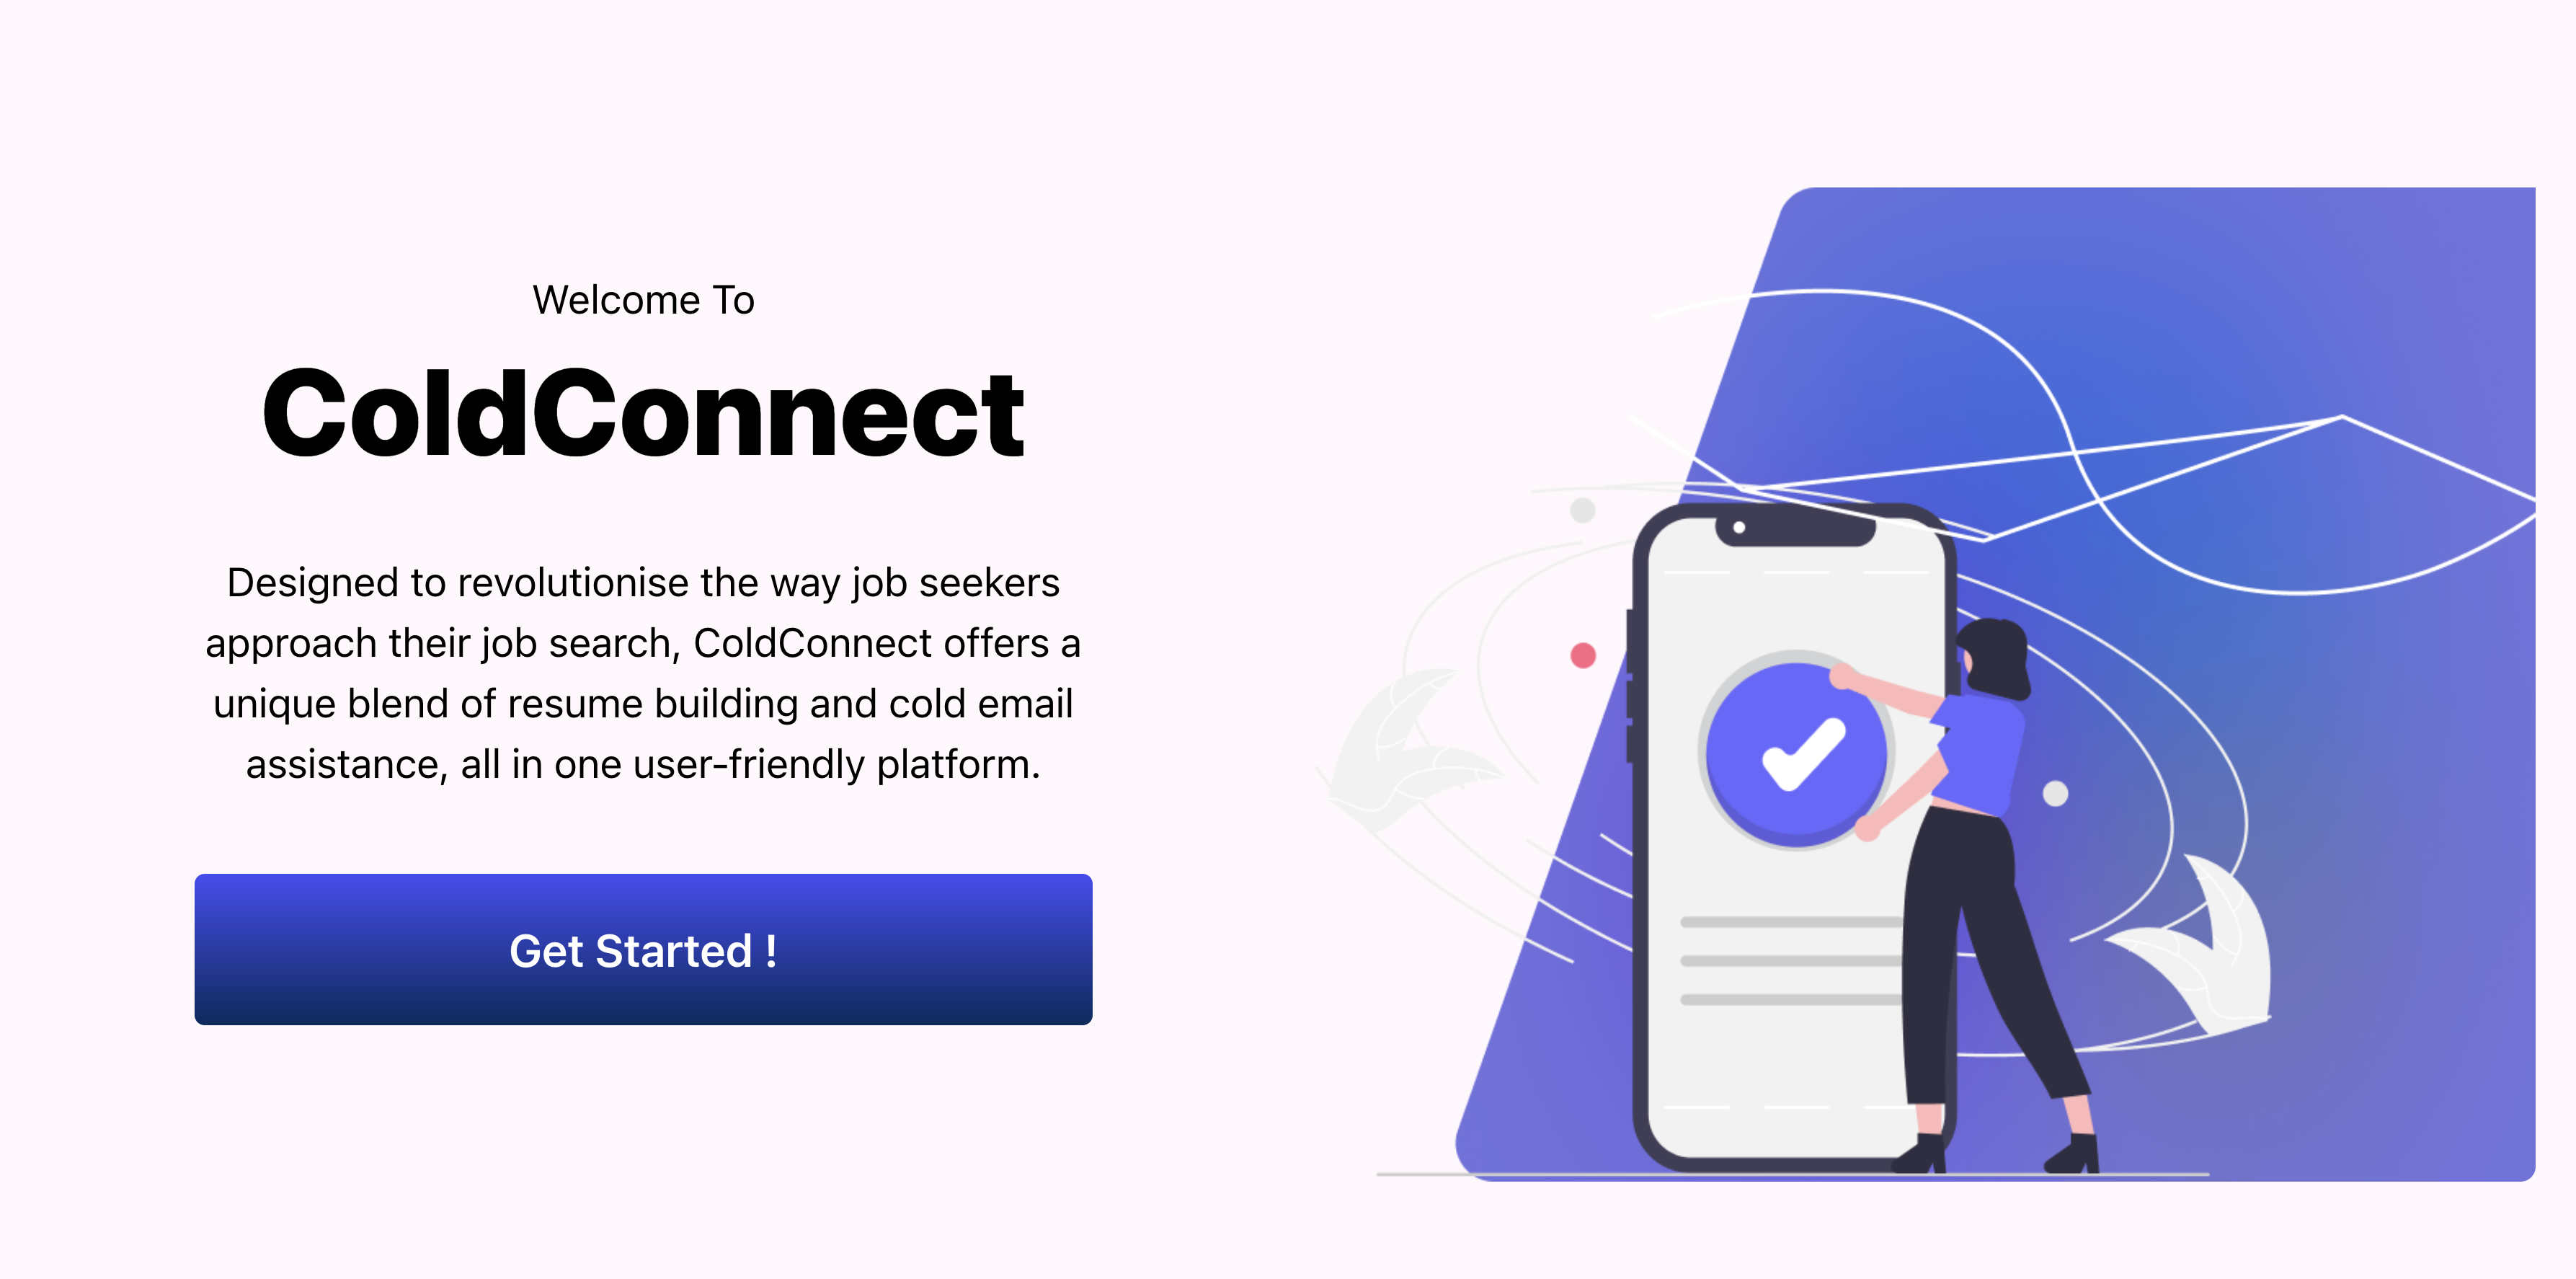 Welcome To
ColdConnect
Designed to revolutionise the way job seekers
approach their job search, ColdConnect offers a
unique blend of resume building and cold email
assistance, all in one user-friendly platform.
Get Started !